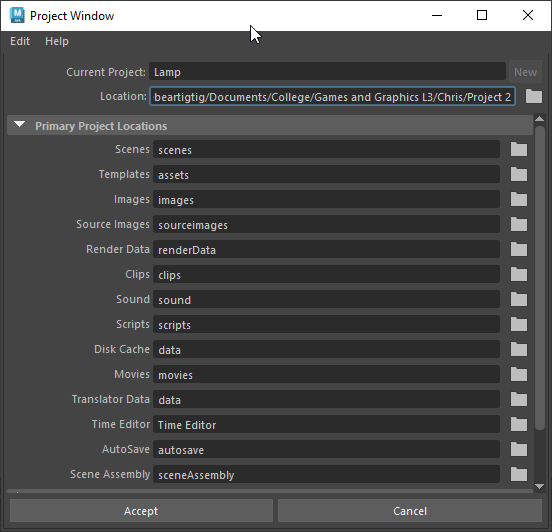 Project Window
Edit Help
Current Project: Lamp New
Location: beartigtig/Documents/College/Games and Graphics L3/Chris/Project 2
Primary Project Locations
Scenes scenes
Templates assets
Images images
Source Images sourceimages
Render Data renderData
Clips clips
Sound sound
Scripts scripts
Disk Cache data
Movies movies
Translator Data data
Time Editor Time Editor
AutoSave autosave
Scene Assembly sceneAssembly
Accept Cancel